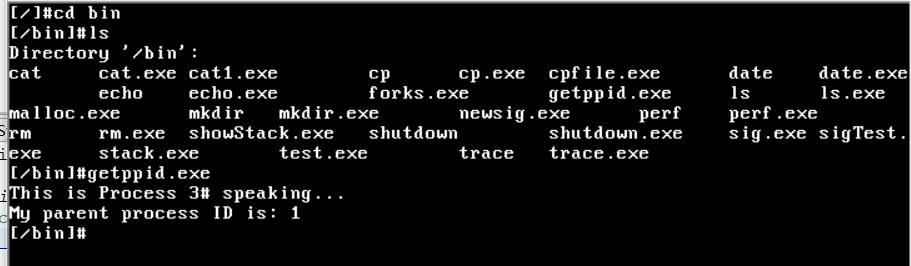 [/]#cd bin
[/bin]#ls
Directory '/bin':
cat     cat.exe cat1.exe        cp      cp.exe  cpfile.exe      date    date.exe
        echo    echo.exe        forks.exe       getppid.exe     ls      ls.exe
malloc.exe      mkdir   mkdir.exe       newsig.exe      perf    perf.exe
rm      rm.exe  showStack.exe   shutdown        shutdown.exe    sig.exe sigTest.
exe     stack.exe       test.exe        trace   trace.exe
[/bin]#getppid.exe
This is Process 3# speaking...
My parent process ID is: 1
[/bin]#